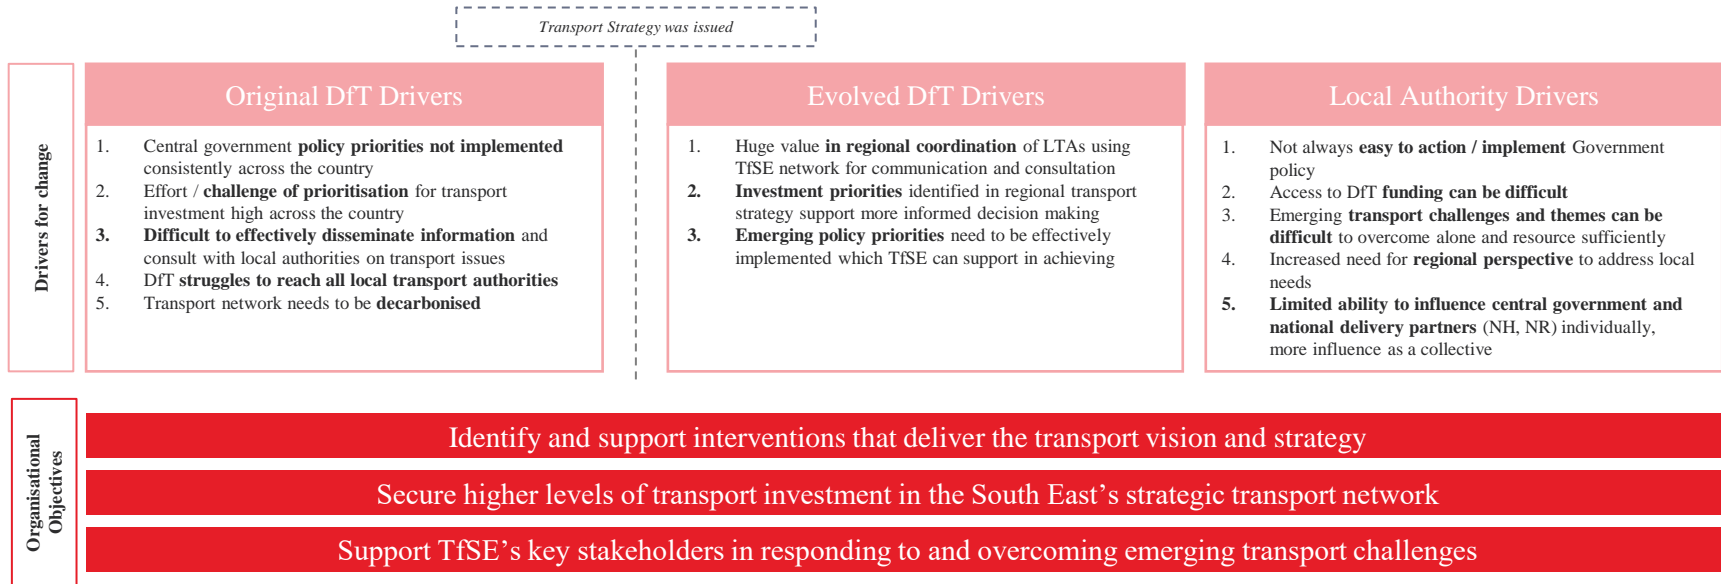 Transport Strategy was issued
Drivers for change
Original DfT Drivers
1. Central government policy priorities not implemented
consistently across the country
2. Effort / challenge of prioritisation for transport
investment high across the country
3. Difficult to effectively disseminate information and
consult with local authorities on transport issues
4. DfT struggles to reach all local transport authorities
5. Transport network needs to be decarbonised
Evolved DfT Drivers
1. Huge value in regional coordination of LTAs using
TfSE network for communication and consultation
2. Investment priorities identified in regional transport
strategy support more informed decision making
3. Emerging policy priorities need to be effectively
implemented which TfSE can support in achieving
Local Authority Drivers
1. Not always easy to action / implement Government
policy
2. Access to DfT funding can be difficult
3. Emerging transport challenges and themes can be
difficult to overcome alone and resource sufficiently
4. Increased need for regional perspective to address local
needs
5. Limited ability to influence central government and
national delivery partners (NH, NR) individually,
more influence as a collective
Organisational
Objectives
Identify and support interventions that deliver the transport vision and strategy
Secure higher levels of transport investment in the South East's strategic transport network
Support TfSE's key stakeholders in responding to and overcoming emerging transport challenges